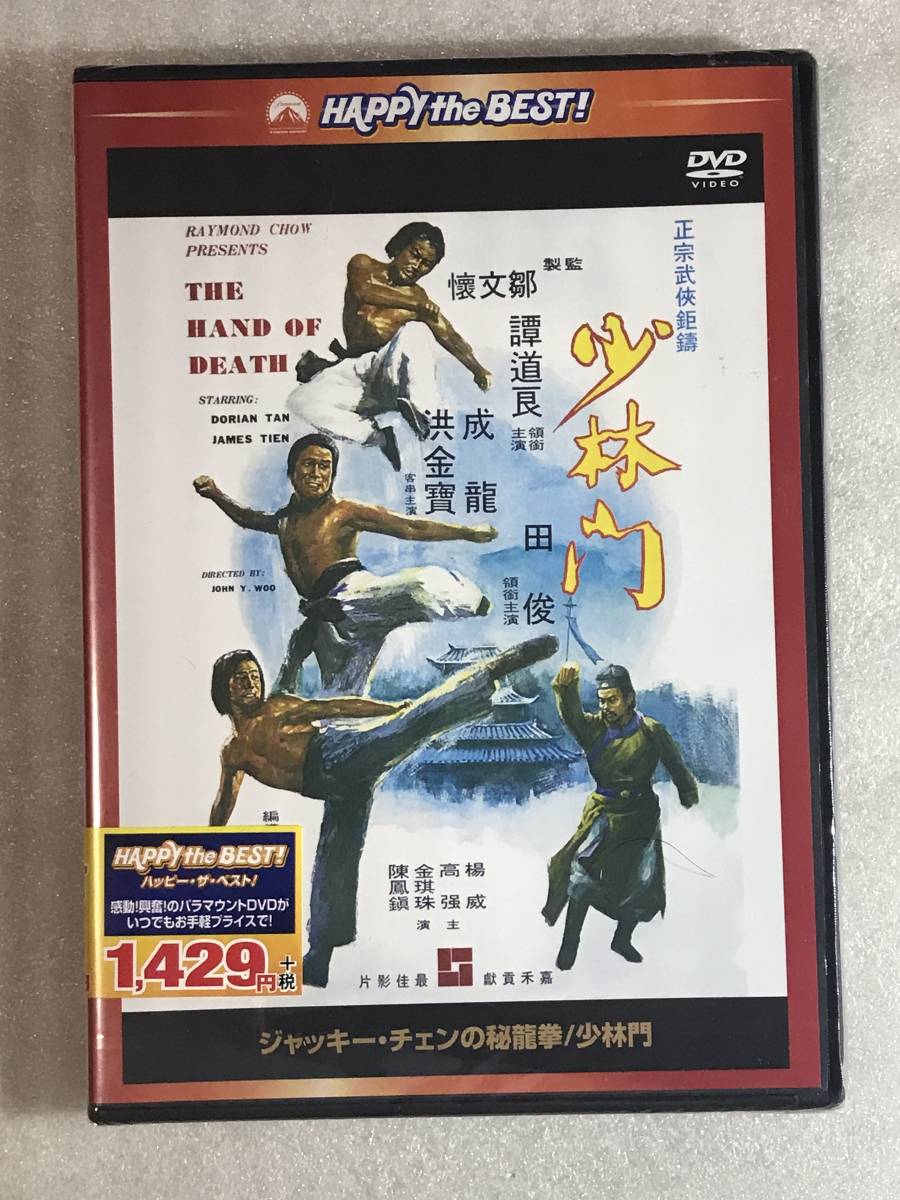 HAPPY the BEST!
DVD
VIDEO
RAYMOND CHOW
PRESENTS
THE
HAND OF
DEATH
STARRING:
DORIAN TAN
JAMES TIEN
DIRECTED BY:
JOHN Y. WOO
正宗武俠鉅鑄
少林門
製監
懷文鄒
譚道良
領銜
主演
成龍
洪金寶
客串主演
田俊
領銜主演
編
楊威
高强
金琪珠
陳鳳鎭
演主
片影佳最
獻貢禾嘉
HAPPY the BEST!
ハッピー・ザ・ベスト!
感動!興奮!のパラマウントDVDが
いつでもお手軽プライスで!
1,429円+税
ジャッキー・チェンの秘龍拳/少林門